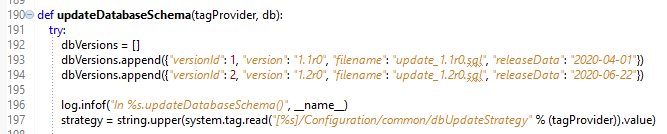 189
190 def updateDatabaseSchema(tagProvider, db):
191 try:
192 dbVersions = []
193 dbVersions.append({"versionId": 1, "version": "1.1r0", "filename": "update_1.1r0.sql", "releaseData": "2020-04-01"})
194 dbVersions.append({"versionId": 2, "version": "1.2r0", "filename": "update_1.2r0.sql", "releaseData": "2020-06-22"})
195
196 log.infof("In %s.updateDatabaseSchema()", __name__)
197 strategy = string.upper(system.tag.read("[%s]/Configuration/common/dbUpdateStrategy" % (tagProvider)).value)